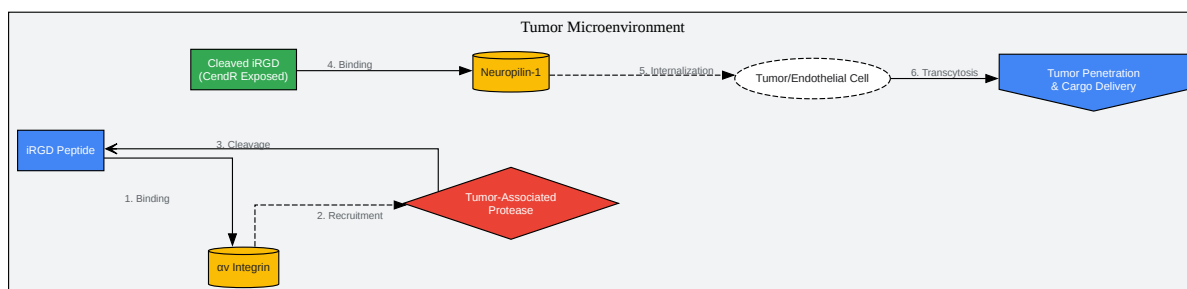 Tumor Microenvironment
Cleaved iRGD
(CendR Exposed)
4. Binding
Neuropilin-1
5. Internalization
Tumor/Endothelial Cell
6. Transcytosis
Tumor Penetration
& Cargo Delivery
iRGD Peptide
3. Cleavage
1. Binding
2. Recruitment
Tumor-Associated
Protease
αv Integrin